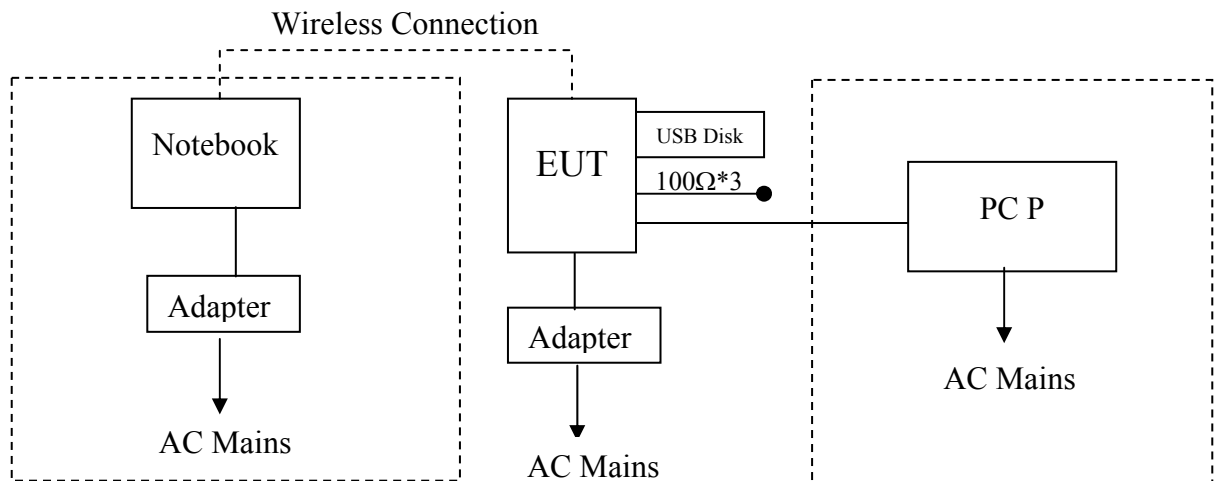 Wireless Connection
Notebook
EUT
USB Disk
100Ω*3
PC P
Adapter
Adapter
AC Mains
AC Mains
AC Mains